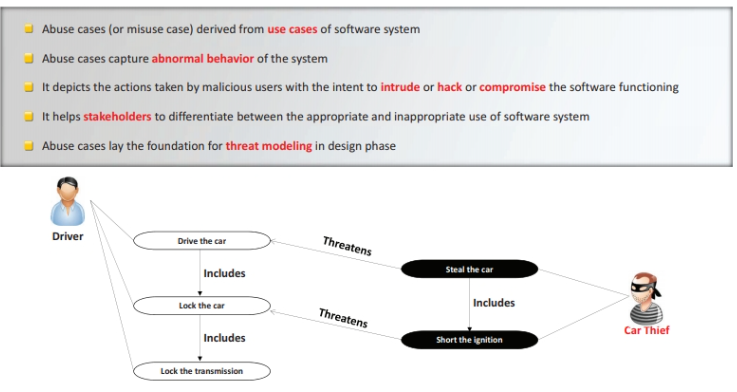 Abuse cases (or misuse case) derived from use cases of software system
Abuse cases capture abnormal behavior of the system
It depicts the actions taken by malicious users with the intent to intrude or hack or compromise the software functioning
It helps stakeholders to differentiate between the appropriate and inappropriate use of software system
Abuse cases lay the foundation for threat modeling in design phase
Driver
Drive the car
Threatens
Steal the car
Includes
Includes
Lock the car
Threatens
Car Thief
Includes
Short the ignition
Lock the transmission